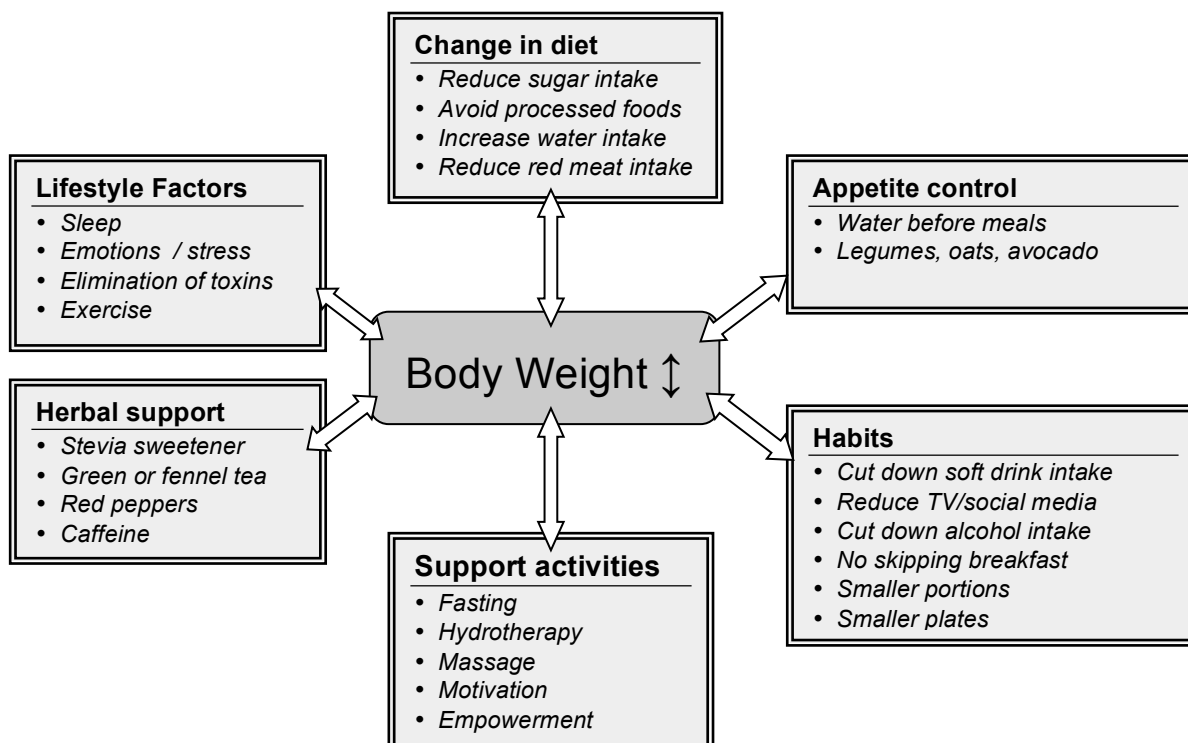 Change in diet
• Reduce sugar intake
• Avoid processed foods
• Increase water intake
• Reduce red meat intake
Lifestyle Factors
• Sleep
• Emotions / stress
• Elimination of toxins
• Exercise
Appetite control
• Water before meals
• Legumes, oats, avocado
Body Weight ↕
Herbal support
• Stevia sweetener
• Green or fennel tea
• Red peppers
• Caffeine
Habits
• Cut down soft drink intake
• Reduce TV/social media
• Cut down alcohol intake
• No skipping breakfast
• Smaller portions
• Smaller plates
Support activities
• Fasting
• Hydrotherapy
• Massage
• Motivation
• Empowerment